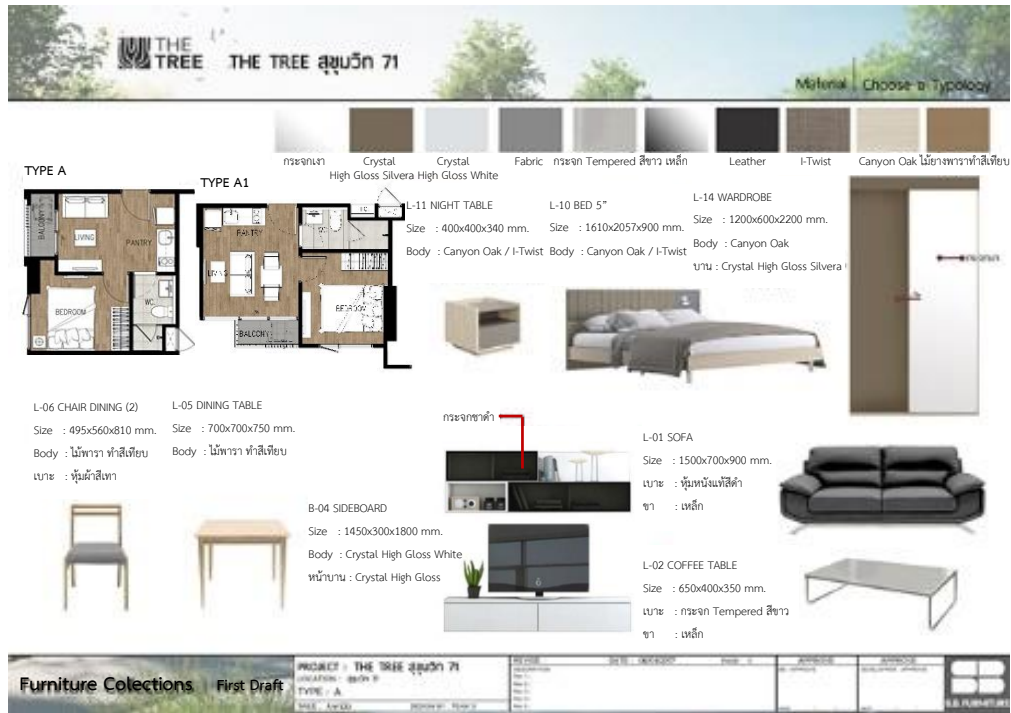 THE TREE
THE TREE สุขุมวิท 71
Material Choose a Typology
กระจกเงา
Crystal High Gloss Silvera
Crystal High Gloss White
Fabric
กระจก Tempered สีขาว
เหล็ก
Leather
I-Twist
Canyon Oak
ไม้ยางพาราทำสีเทียบ
TYPE A
BALCONY
LIVING
PANTRY
BEDROOM
WC.
TYPE A1
PANTRY
LIVING
BEDROOM
BALCONY
L-11 NIGHT TABLE
Size : 400x400x340 mm.
Body : Canyon Oak / I-Twist
L-10 BED 5”
Size : 1610x2057x900 mm.
Body : Canyon Oak / I-Twist
L-14 WARDROBE
Size : 1200x600x2200 mm.
Body : Canyon Oak
บาน : Crystal High Gloss Silvera
L-06 CHAIR DINING (2)
Size : 495x560x810 mm.
Body : ไม้พารา ทำสีเทียบ
เบาะ : หุ้มผ้าสีเทา
L-05 DINING TABLE
Size : 700x700x750 mm.
Body : ไม้พารา ทำสีเทียบ
กระจกชาดำ
B-04 SIDEBOARD
Size : 1450x300x1800 mm.
Body : Crystal High Gloss White
หน้าบาน : Crystal High Gloss
L-01 SOFA
Size : 1500x700x900 mm.
เบาะ : หุ้มหนังแท้สีดำ
ขา : เหล็ก
L-02 COFFEE TABLE
Size : 650x400x350 mm.
เบาะ : กระจก Tempered สีขาว
ขา : เหล็ก
Furniture Colections First Draft
PROJECT : THE TREE สุขุมวิท 71
TYPE : A